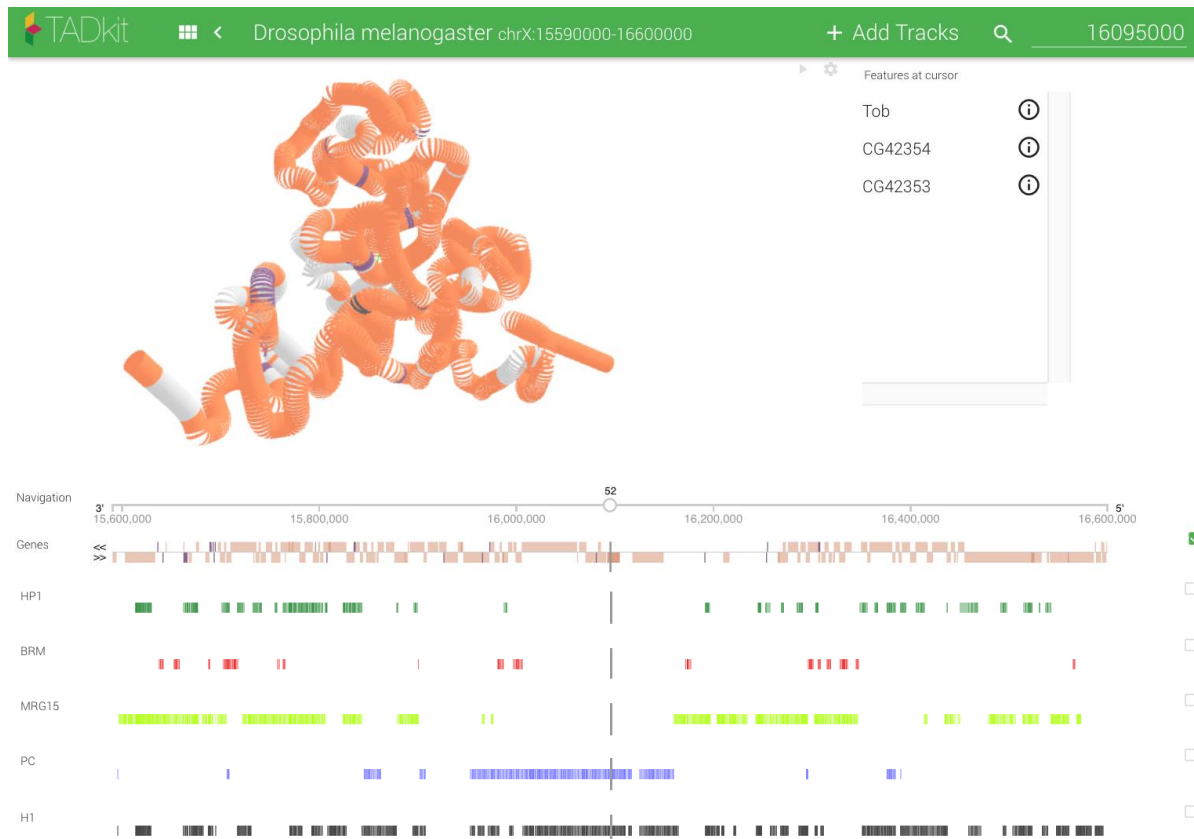 TADkit Drosophila melanogaster chrX:15590000-16600000 + Add Tracks 16095000
Features at cursor
Tob
CG42354
CG42353
Navigation
52
3' 5'
15,600,000 15,800,000 16,000,000 16,200,000 16,400,000 16,600,000
Genes << >>
HP1
BRM
MRG15
PC
H1